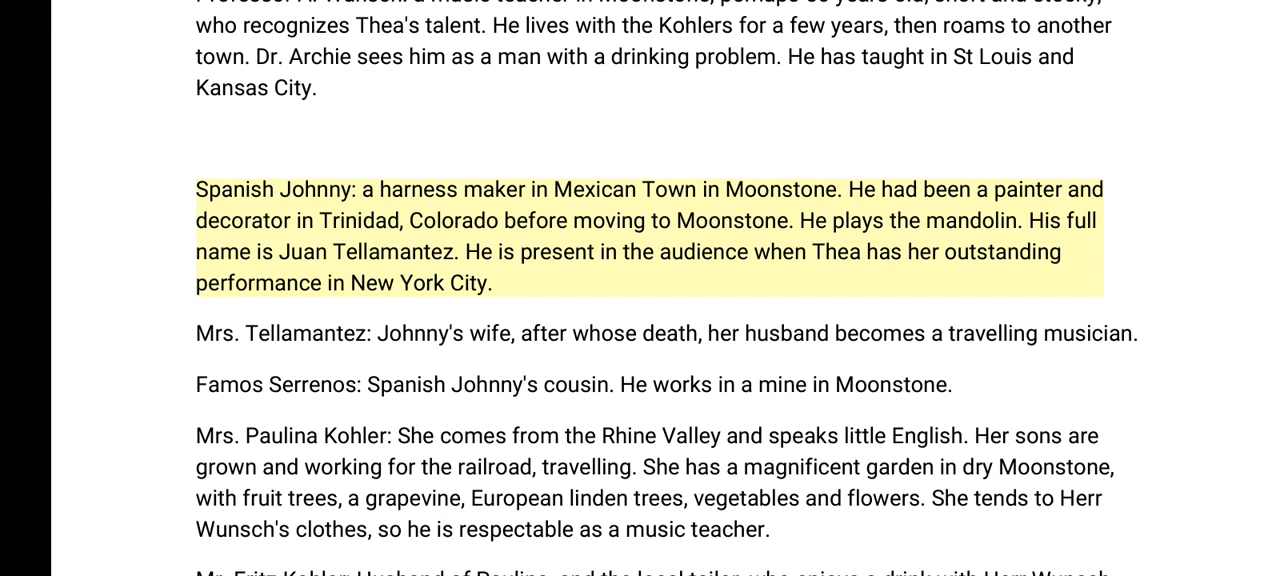 who recognizes Thea's talent. He lives with the Kohlers for a few years, then roams to another
town. Dr. Archie sees him as a man with a drinking problem. He has taught in St Louis and
Kansas City.
Spanish Johnny: a harness maker in Mexican Town in Moonstone. He had been a painter and
decorator in Trinidad, Colorado before moving to Moonstone. He plays the mandolin. His full
name is Juan Tellamantez. He is present in the audience when Thea has her outstanding
performance in New York City.
Mrs. Tellamantez: Johnny's wife, after whose death, her husband becomes a travelling musician.
Famos Serrenos: Spanish Johnny's cousin. He works in a mine in Moonstone.
Mrs. Paulina Kohler: She comes from the Rhine Valley and speaks little English. Her sons are
grown and working for the railroad, travelling. She has a magnificent garden in dry Moonstone,
with fruit trees, a grapevine, European linden trees, vegetables and flowers. She tends to Herr
Wunsch's clothes, so he is respectable as a music teacher.